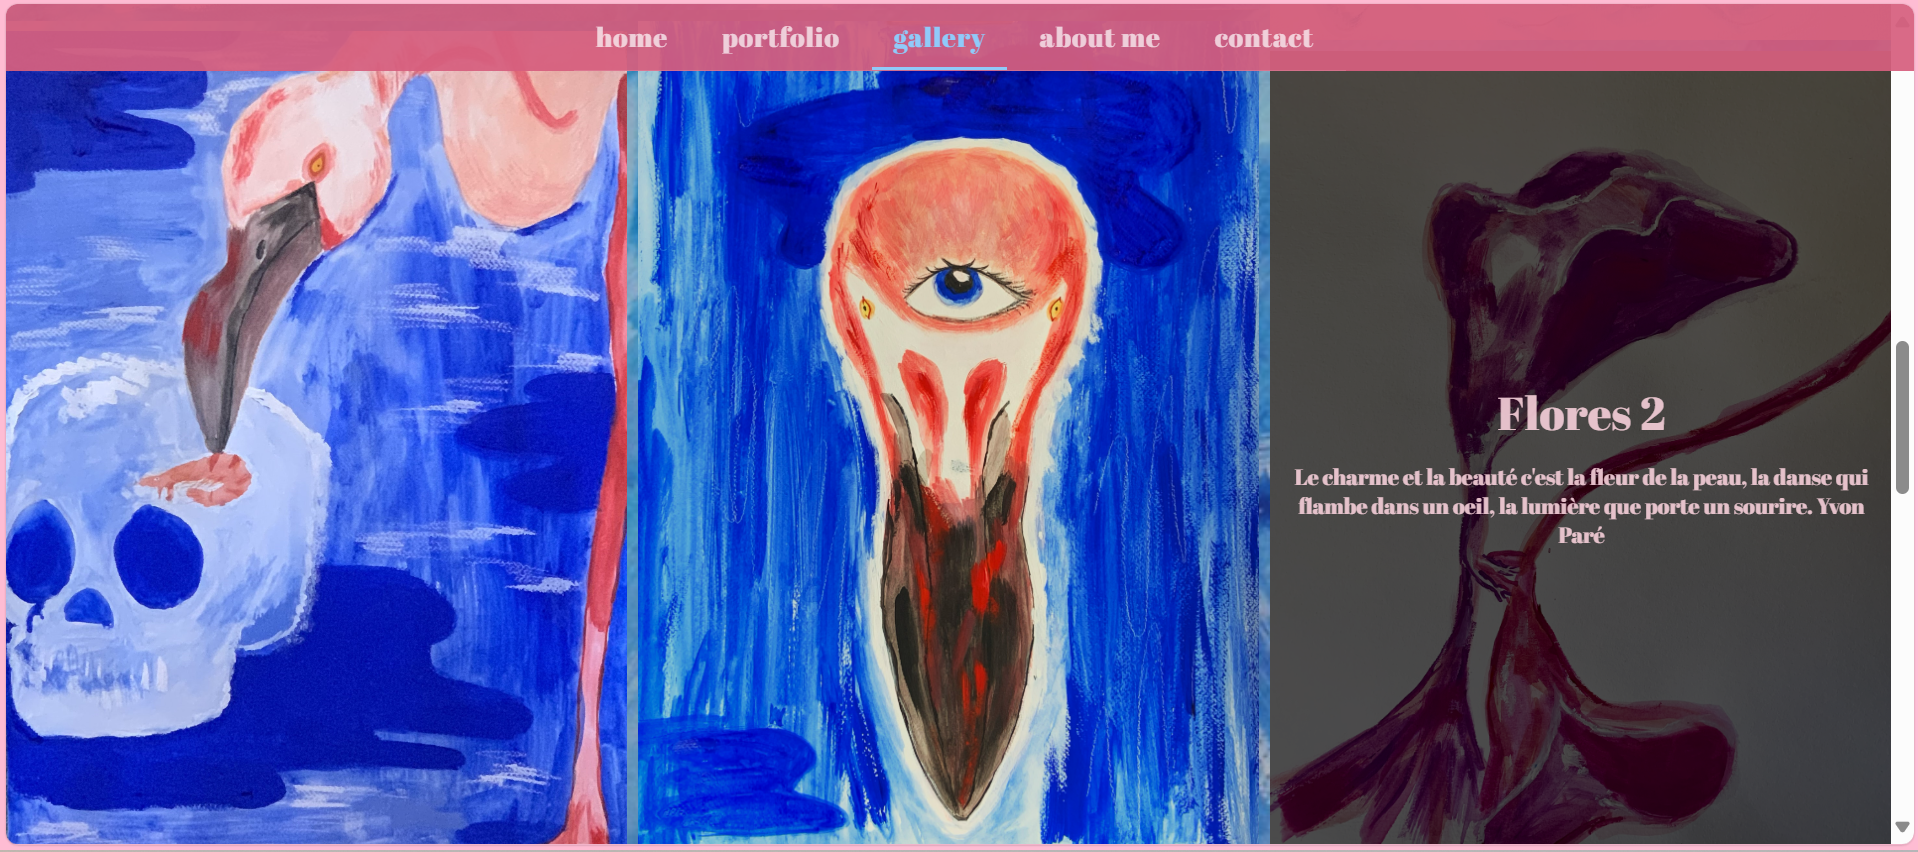 home portfolio gallery about me contact
Flores 2
Le charme et la beauté c'est la fleur de la peau, la danse qui
flambe dans un oeil, la lumière que porte un sourire. Yvon
Paré